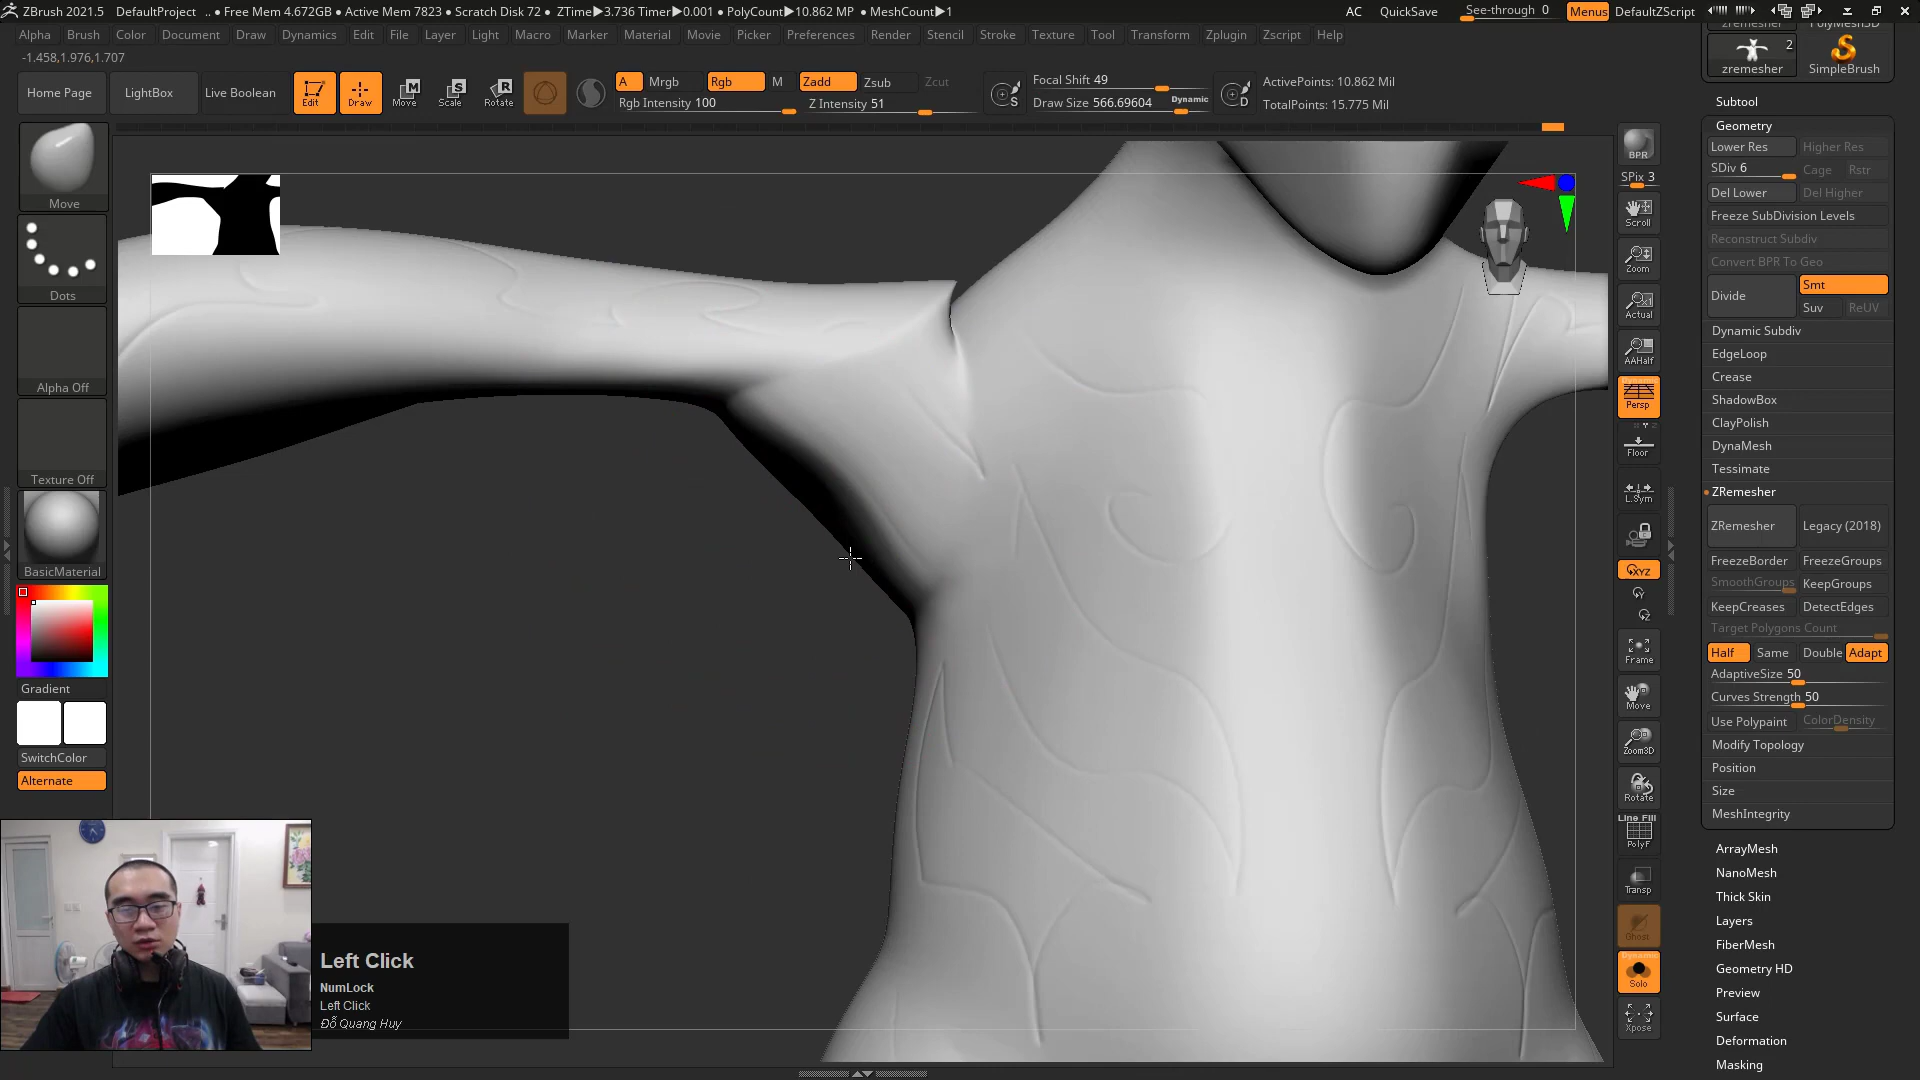 ZBrush 2021.5 DefaultProject .. ● Free Mem 4.672GB ● Active Mem 7823 ● Scratch Disk 72 ● ZTime▶3.736 Timer▶0.001 ● PolyCount▶10.862 MP ● MeshCount▶1 AC QuickSave See-through 0 Menus DefaultZScript
Alpha Brush Color Document Draw Dynamics Edit File Layer Light Macro Marker Material Movie Picker Preferences Render Stencil Stroke Texture Tool Transform Zplugin Zscript Help
-1.458,1.976,1.707
Home Page LightBox Live Boolean Edit Draw Move Scale Rotate
A Mrgb Rgb M Zadd Zsub Zcut
Rgb Intensity 100 Z Intensity 51
Focal Shift 49
Draw Size 566.69604 Dynamic
ActivePoints: 10.862 Mil
TotalPoints: 15.775 Mil
Move
Dots
Alpha Off
Texture Off
BasicMaterial
Gradient
SwitchColor
Alternate
Left Click
NumLock
Left Click
Đỗ Quang Huy
BPR
SPix 3
Scroll
Zoom
Actual
AAHalf
Dynamic
Persp
Floor
L.Sym
XYZ
Frame
Move
Zoom3D
Rotate
Line Fill
PolyF
Transp
Ghost
Dynamic
Solo
Xpose
zremesher PolyMesh3D
2
zremesher SimpleBrush
Subtool
Geometry
Lower Res Higher Res
SDiv 6 Cage Rstr
Del Lower Del Higher
Freeze SubDivision Levels
Reconstruct Subdiv
Convert BPR To Geo
Divide Smt
Suv ReUV
Dynamic Subdiv
EdgeLoop
Crease
ShadowBox
ClayPolish
DynaMesh
Tessimate
ZRemesher
ZRemesher Legacy (2018)
FreezeBorder FreezeGroups
SmoothGroups KeepGroups
KeepCreases DetectEdges
Target Polygons Count
Half Same Double Adapt
AdaptiveSize 50
Curves Strength 50
Use Polypaint ColorDensity
Modify Topology
Position
Size
MeshIntegrity
ArrayMesh
NanoMesh
Thick Skin
Layers
FiberMesh
Geometry HD
Preview
Surface
Deformation
Masking